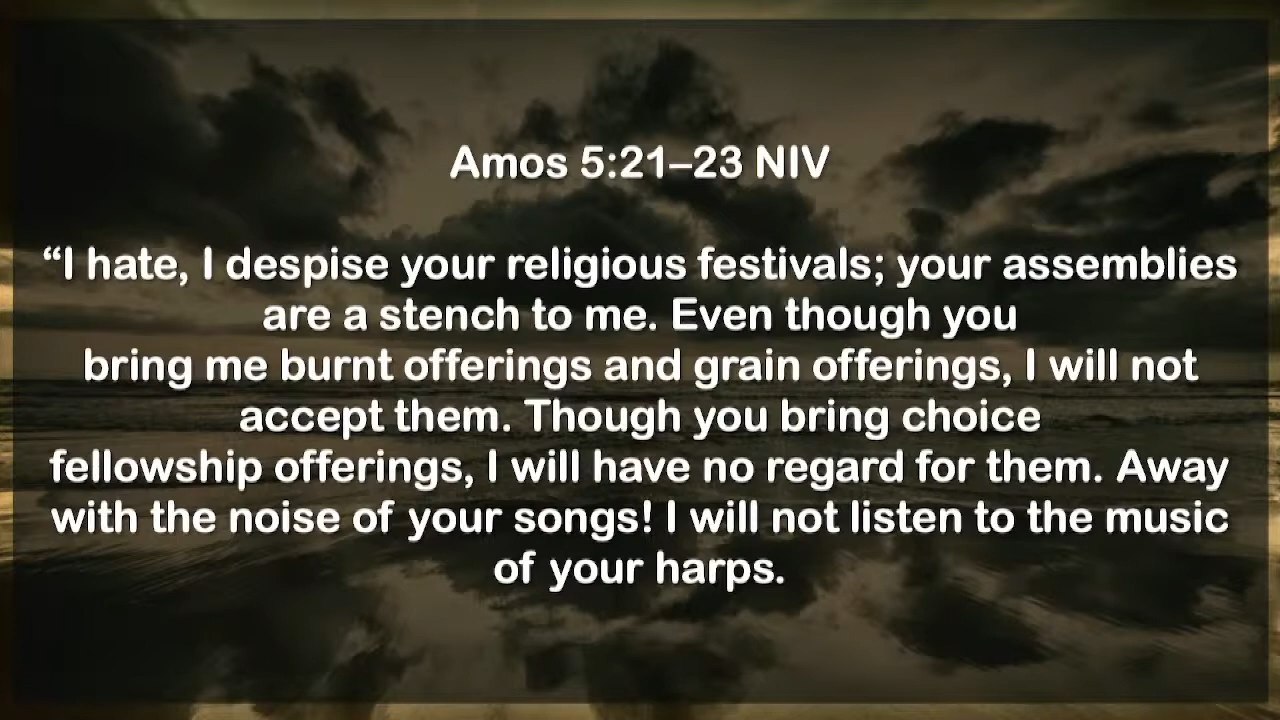 Amos 5:21–23 NIV
“I hate, I despise your religious festivals; your assemblies
are a stench to me. Even though you
bring me burnt offerings and grain offerings, I will not
accept them. Though you bring choice
fellowship offerings, I will have no regard for them. Away
with the noise of your songs! I will not listen to the music
of your harps.